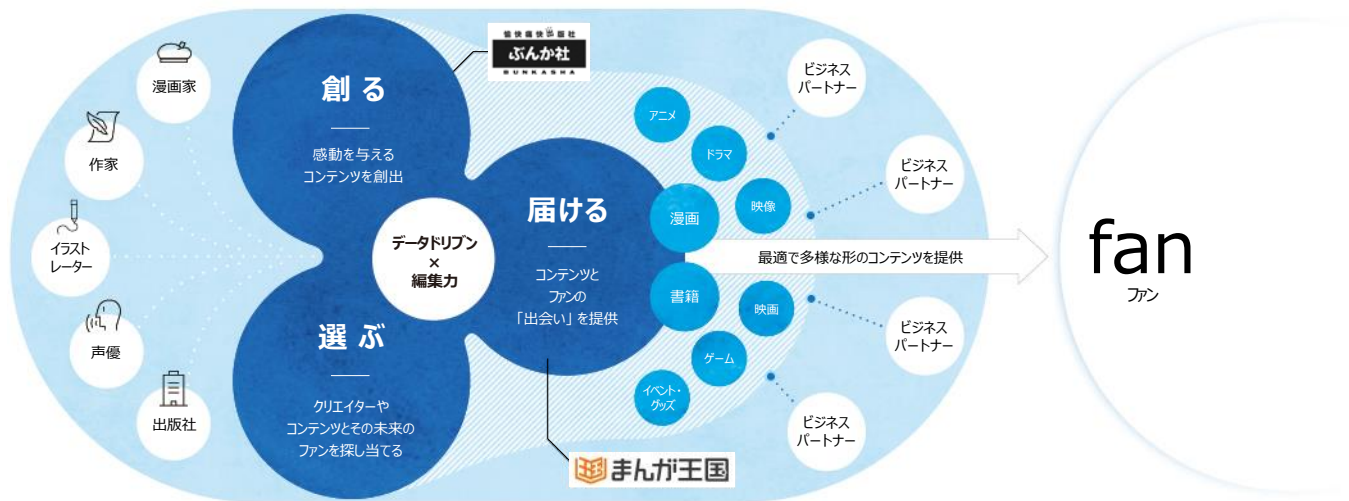 漫画家
作家
イラスト
レーター
声優
出版社
創る
感動を与える
コンテンツを創出
愉快痛快出版社
ぶんか社
BUNKASHA
データドリブン
×
編集力
選ぶ
クリエイターや
コンテンツとその未来の
ファンを探し当てる
届ける
コンテンツと
ファンの
「出会い」を提供
まんが王国
アニメ
ドラマ
漫画
映像
書籍
映画
ゲーム
イベント・
グッズ
ビジネス
パートナー
ビジネス
パートナー
ビジネス
パートナー
ビジネス
パートナー
最適で多様な形のコンテンツを提供
fan
ファン